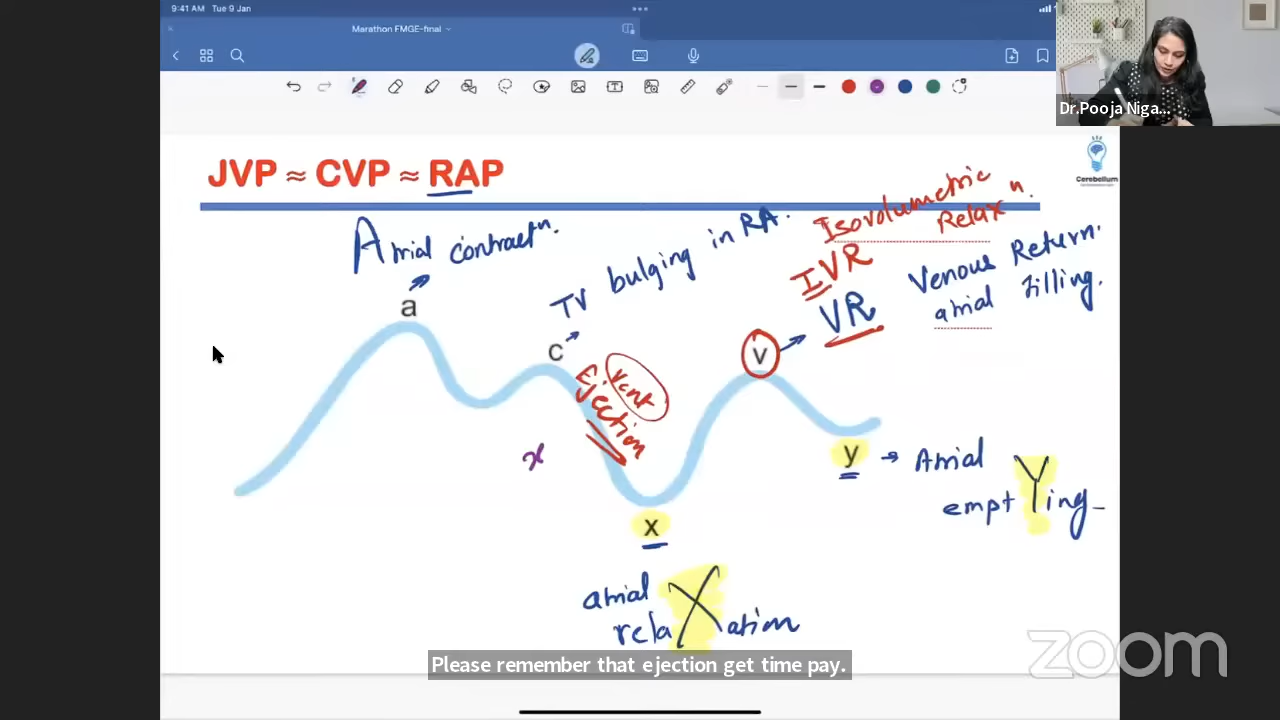 9:41 AM Tue 9 Jan
Marathon FMGE-final
Dr.Pooja Niga...
JVP ≈ CVP ≈ RAP
Cerebellum
Atrial contractⁿ.
TV bulging in RA.
Isovolumetric
Relaxⁿ.
IVR
VR
Venous Return.
atrial filling.
a
c
v
Vent
Ejection
x
y → Atrial
emptYing
x
atrial
relaXation
Please remember that ejection get time pay.
zoom